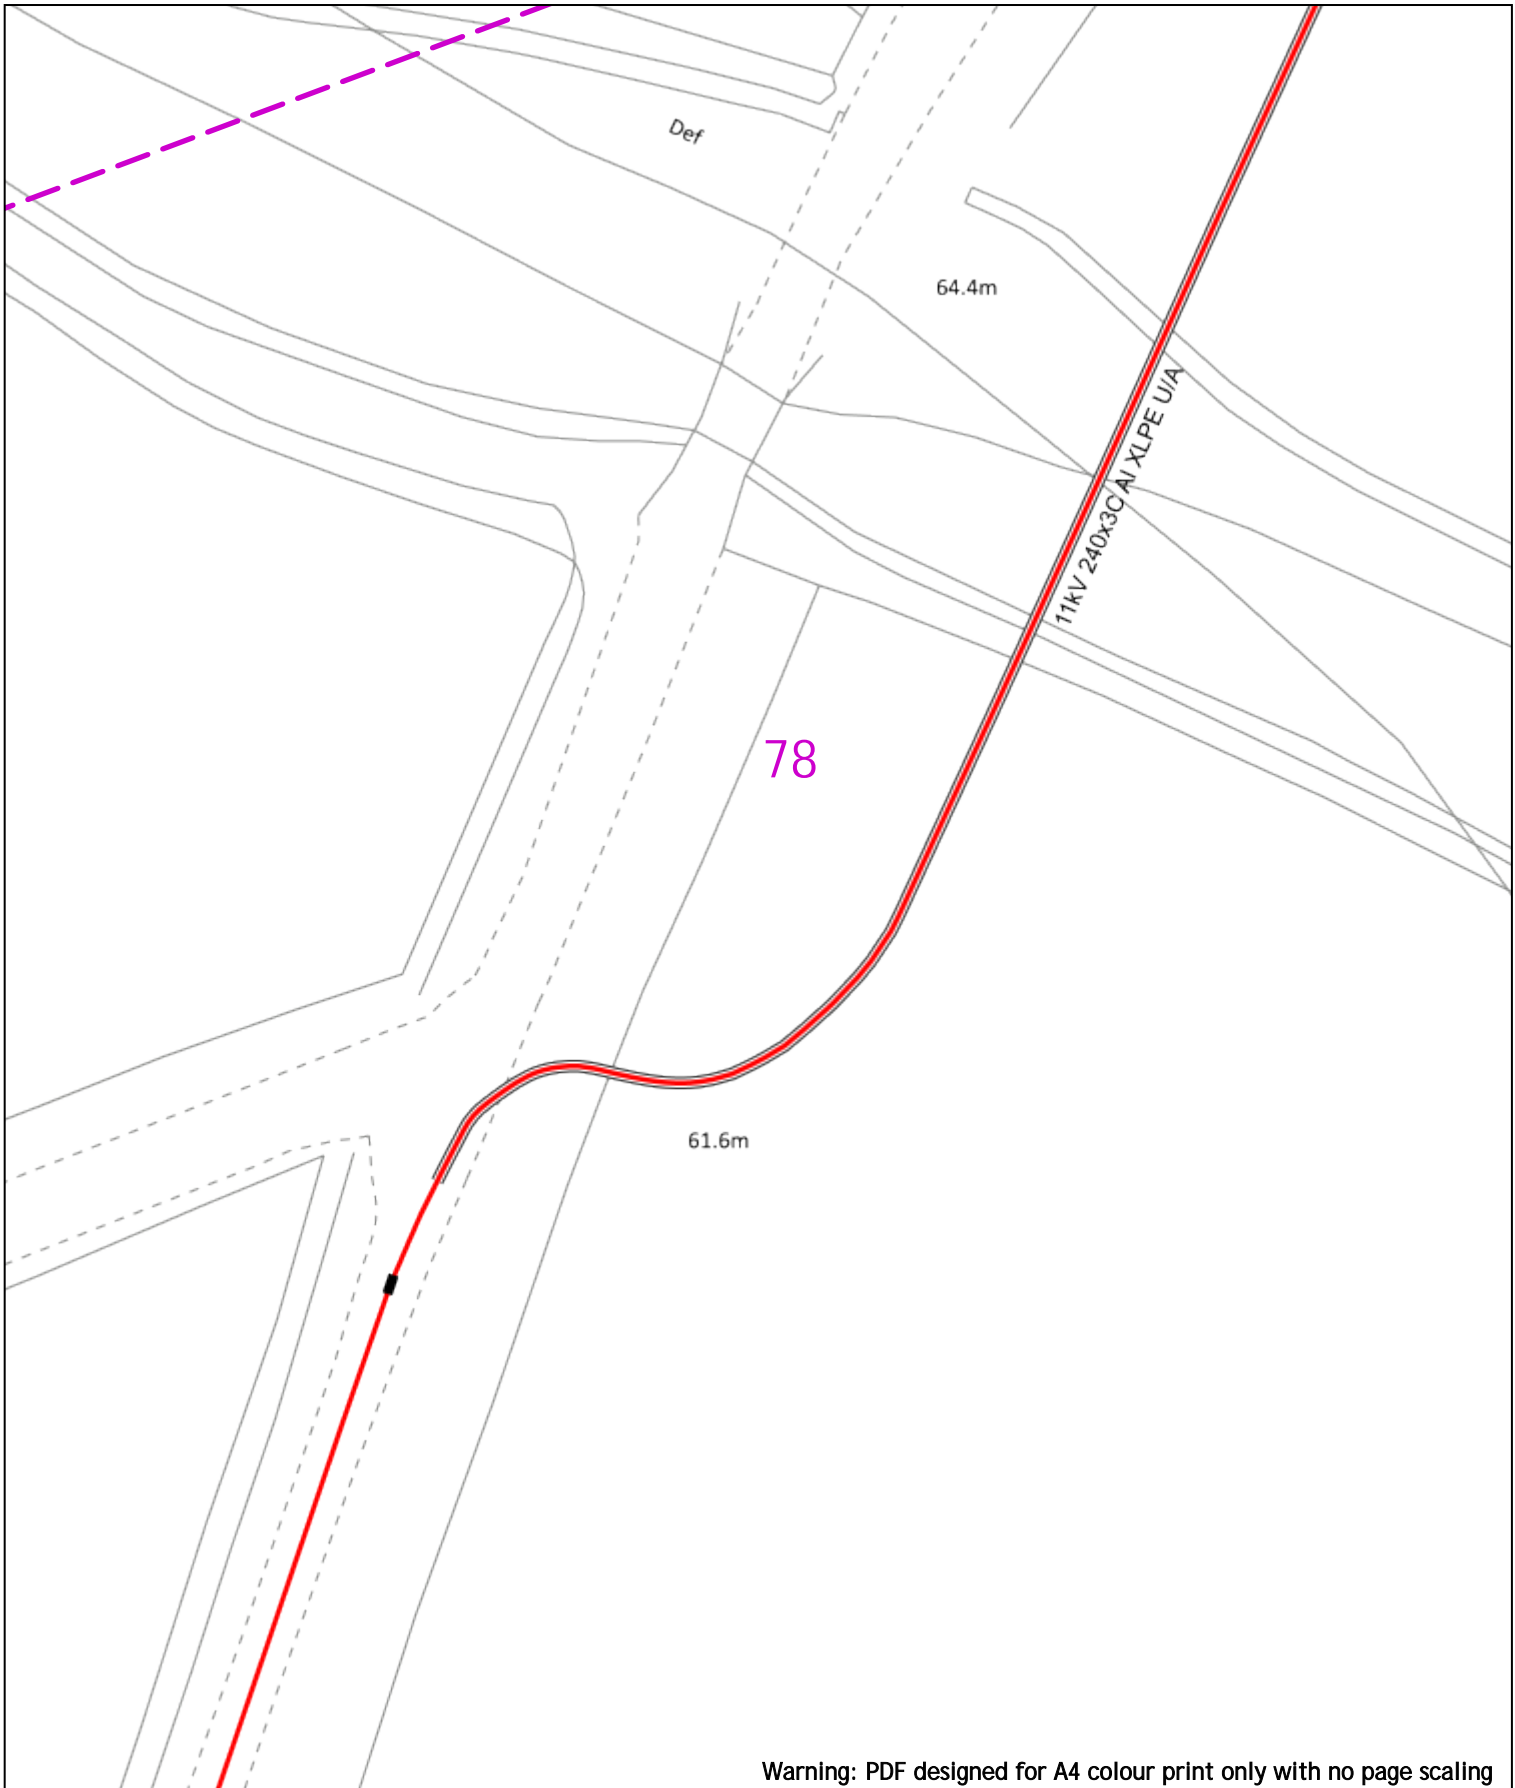 Def
64.4m
11kV 240x3C Al XLPE U/A
78
61.6m
Warning: PDF designed for A4 colour print only with no page scaling